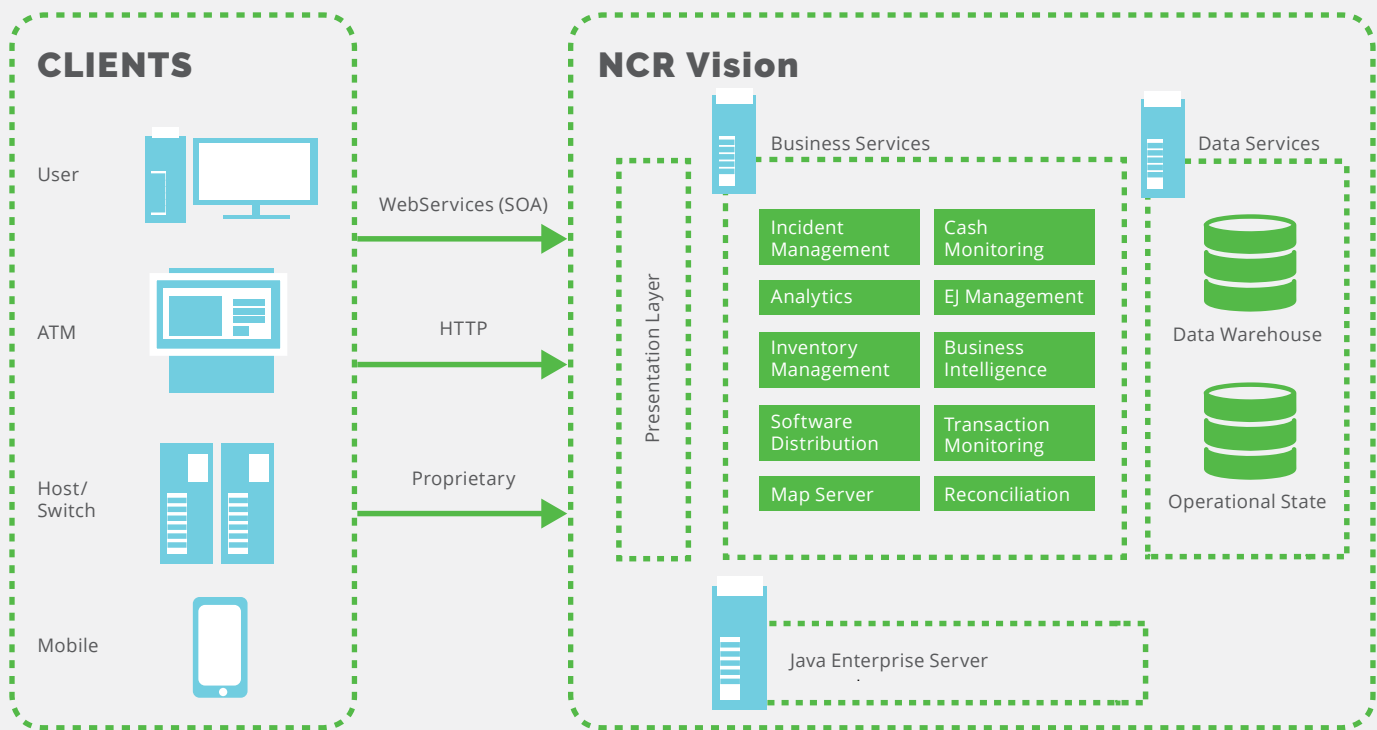 CLIENTS
User
ATM
Host/
Switch
Mobile
WebServices (SOA)
HTTP
Proprietary
NCR Vision
Presentation Layer
Business Services
Incident
Management
Cash
Monitoring
Analytics
EJ Management
Inventory
Management
Business
Intelligence
Software
Distribution
Transaction
Monitoring
Map Server
Reconciliation
Data Services
Data Warehouse
Operational State
Java Enterprise Server